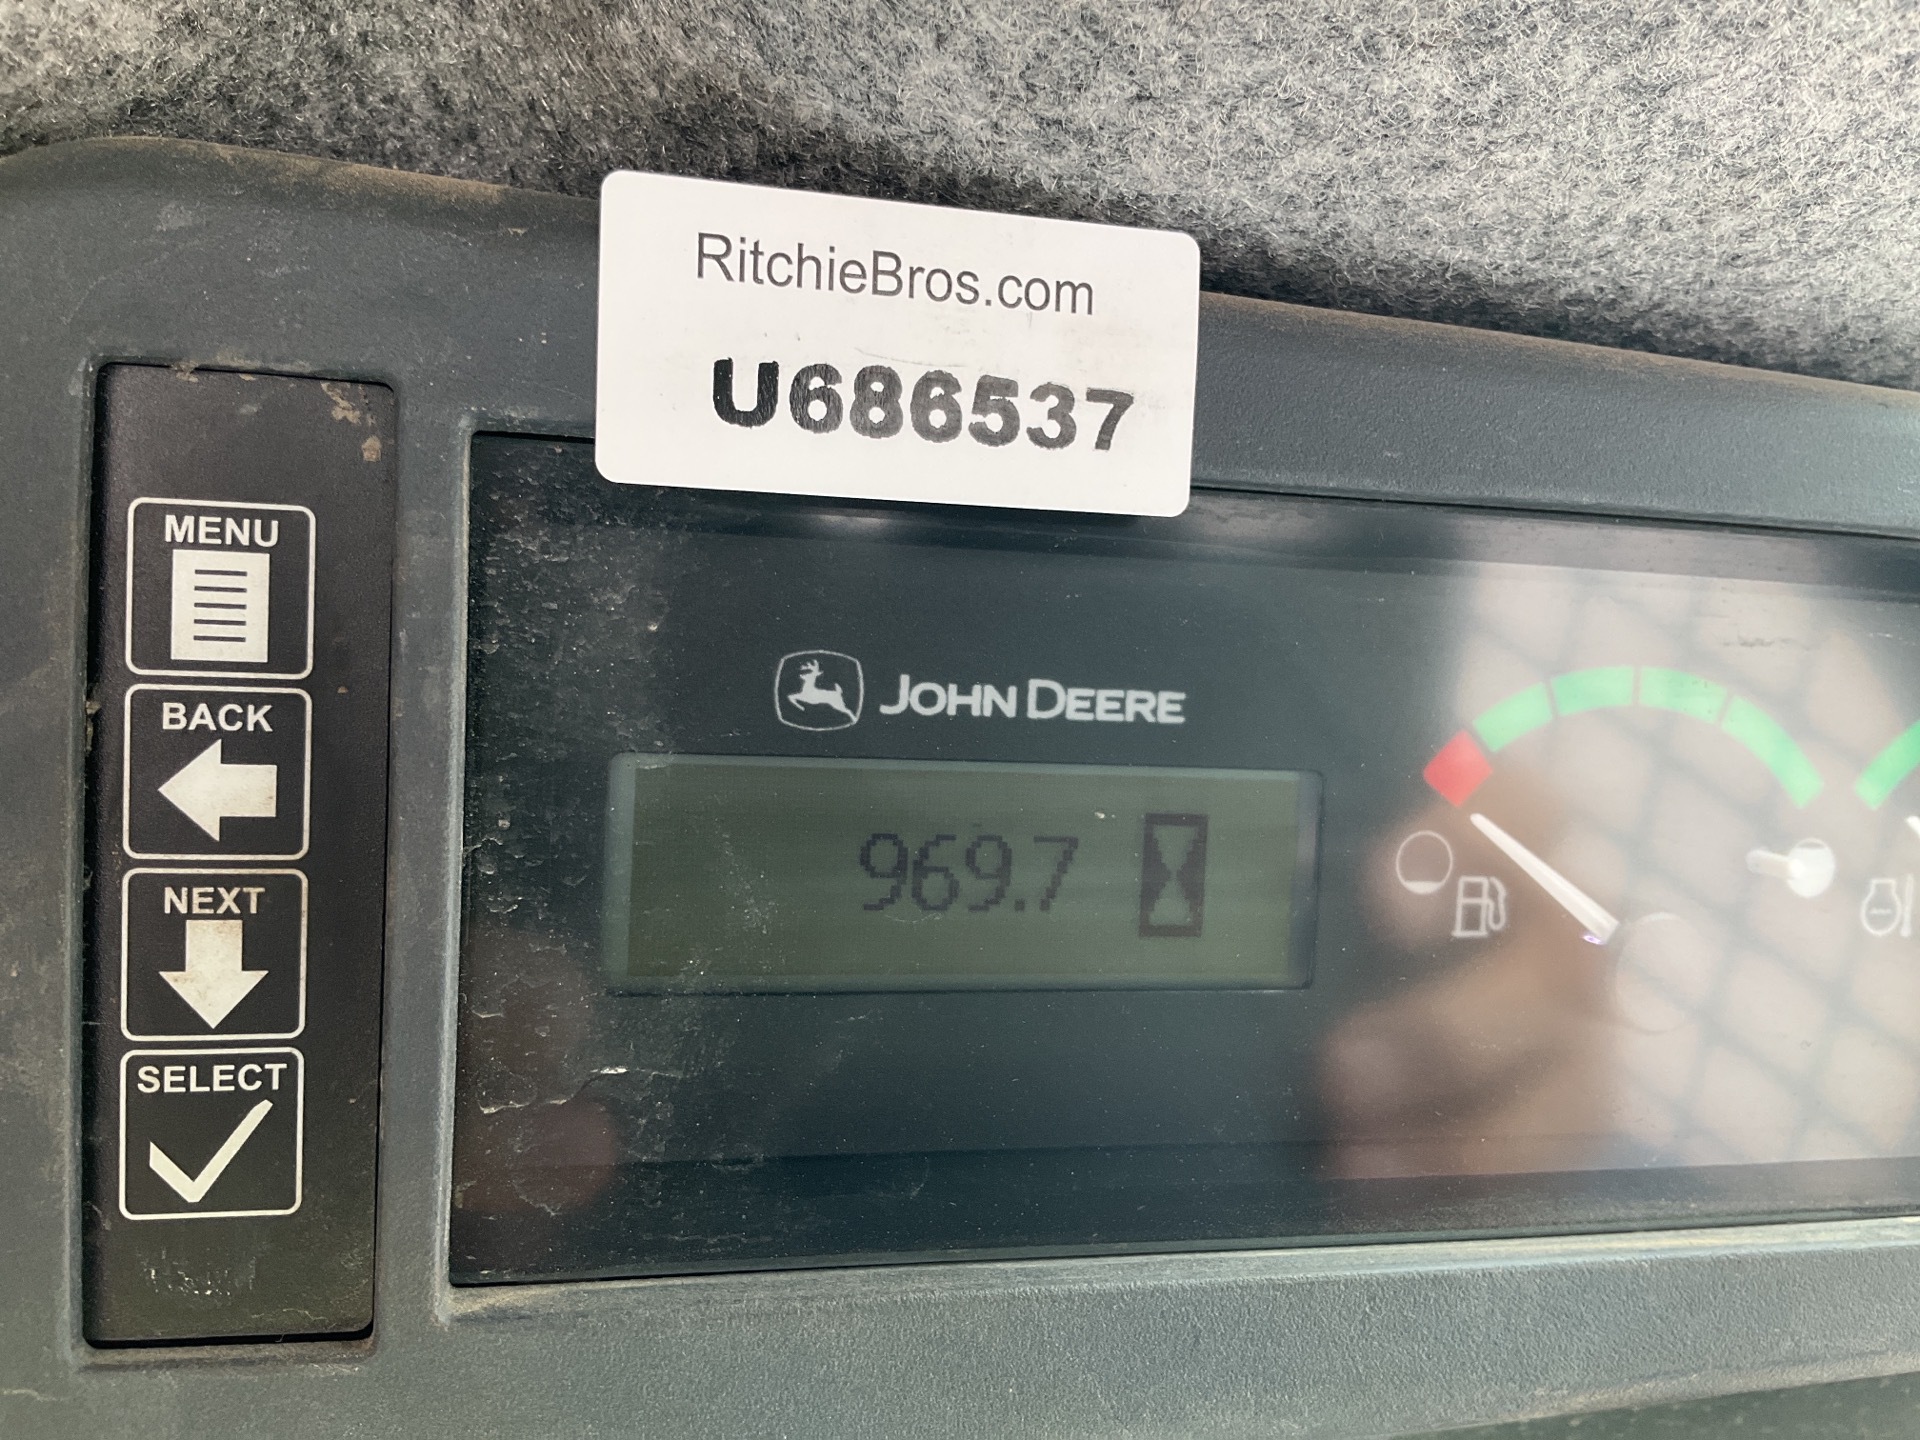 RitchieBros.com
U686537
MENU
BACK
NEXT
SELECT
JOHN DEERE
969.7